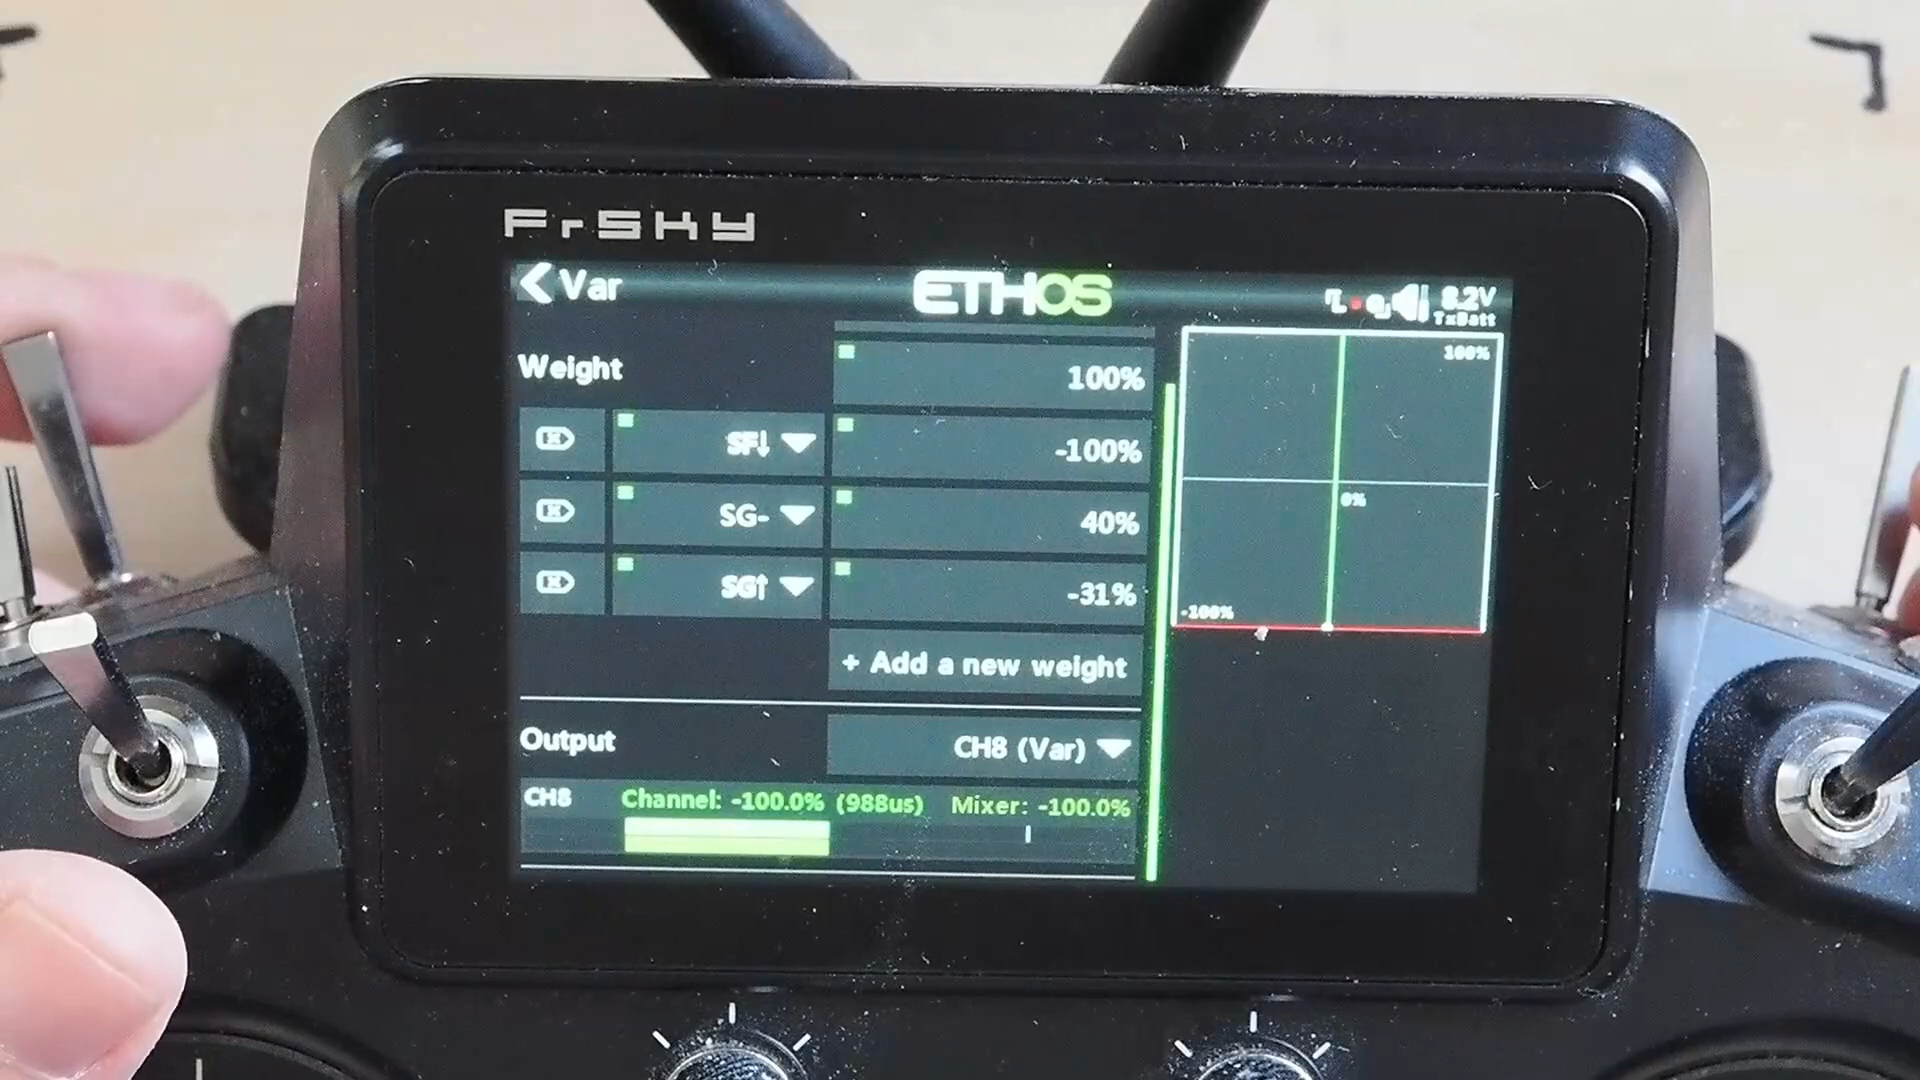 FrSKY
Var
ETHOS
8.2V
TxBatt
Weight
100%
SF↓
-100%
SG-
40%
SG↑
-31%
+ Add a new weight
Output
CH8 (Var)
CH8
Channel: -100.0% (988us)
Mixer: -100.0%
100%
0%
-100%